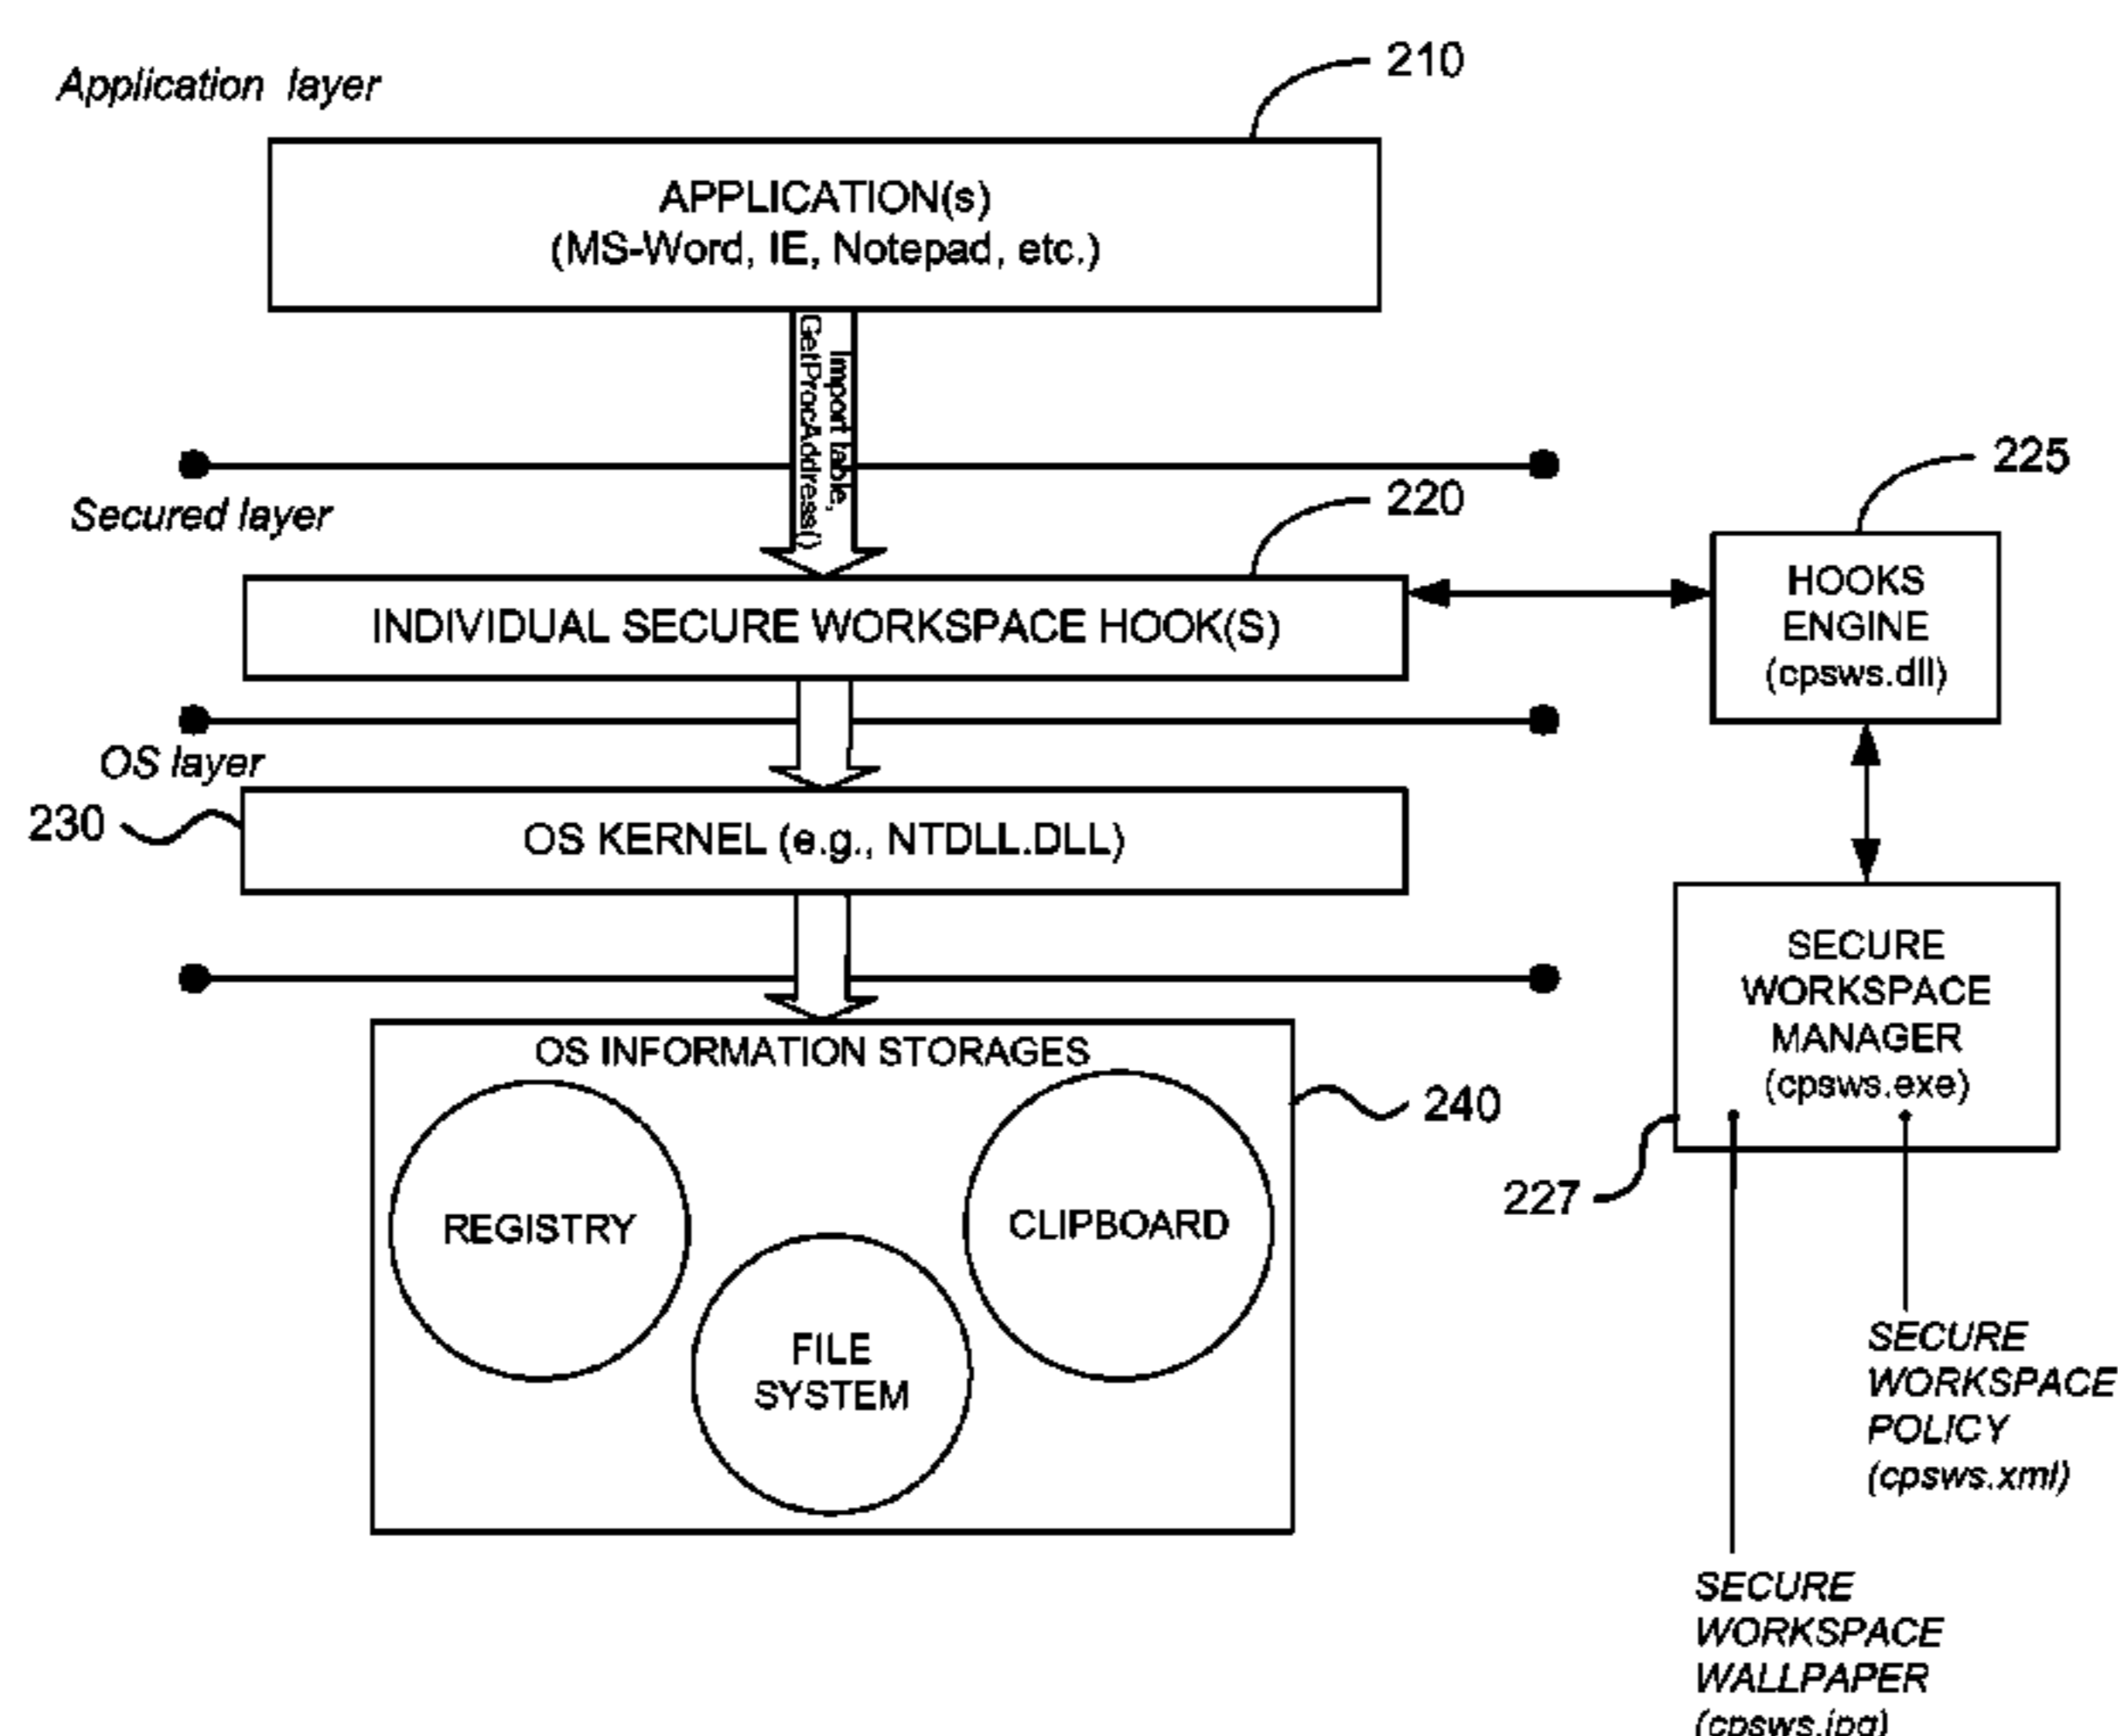 Application layer
210
APPLICATION(s)
(MS-Word, IE, Notepad, etc.)
Import table,
GetProcAddress()
Secured layer
220
225
INDIVIDUAL SECURE WORKSPACE HOOK(S)
HOOKS
ENGINE
(cpsws.dll)
OS layer
230
OS KERNEL (e.g., NTDLL.DLL)
SECURE
WORKSPACE
MANAGER
(cpsws.exe)
227
OS INFORMATION STORAGES
240
REGISTRY
CLIPBOARD
FILE
SYSTEM
SECURE
WORKSPACE
POLICY
(cpsws.xml)
SECURE
WORKSPACE
WALLPAPER
(cpsws.jpg)